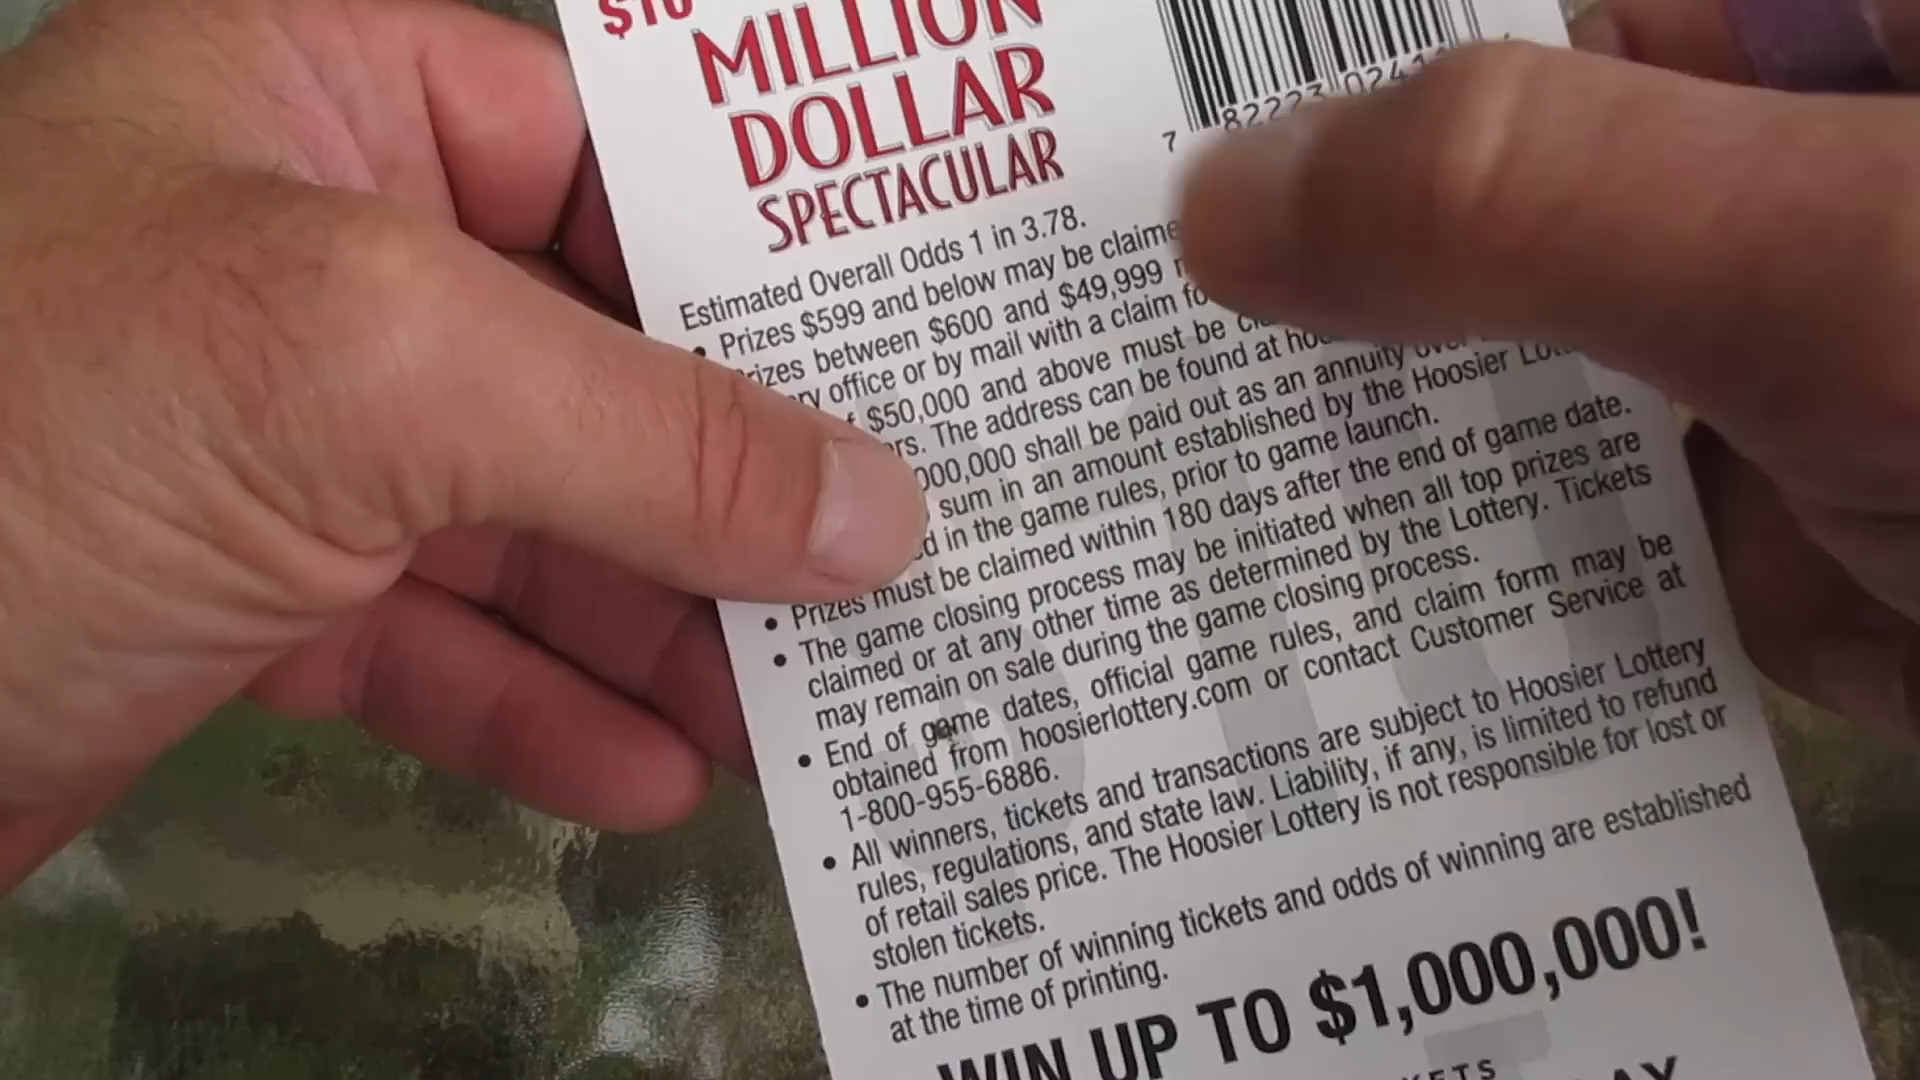 $10
MILLION
DOLLAR
SPECTACULAR
7 82223 0241
Estimated Overall Odds 1 in 3.78.
• Prizes $599 and below may be claime
rizes between $600 and $49,999
ry office or by mail with a claim fo
$50,000 and above must be
rs. The address can be found at
000,000 shall be paid out as an annuity
sum in an amount established by the Hoosier
d in the game rules, prior to game launch.
• Prizes must be claimed within 180 days after the end of game date.
• The game closing process may be initiated when all top prizes are
claimed or at any other time as determined by the Lottery. Tickets
may remain on sale during the game closing process.
• End of game dates, official game rules, and claim form may be
obtained from hoosierlottery.com or contact Customer Service at
1-800-955-6886.
• All winners, tickets and transactions are subject to Hoosier Lottery
rules, regulations, and state law. Liability, if any, is limited to refund
of retail sales price. The Hoosier Lottery is not responsible for lost or
stolen tickets.
• The number of winning tickets and odds of winning are established
at the time of printing.
WIN UP TO $1,000,000!